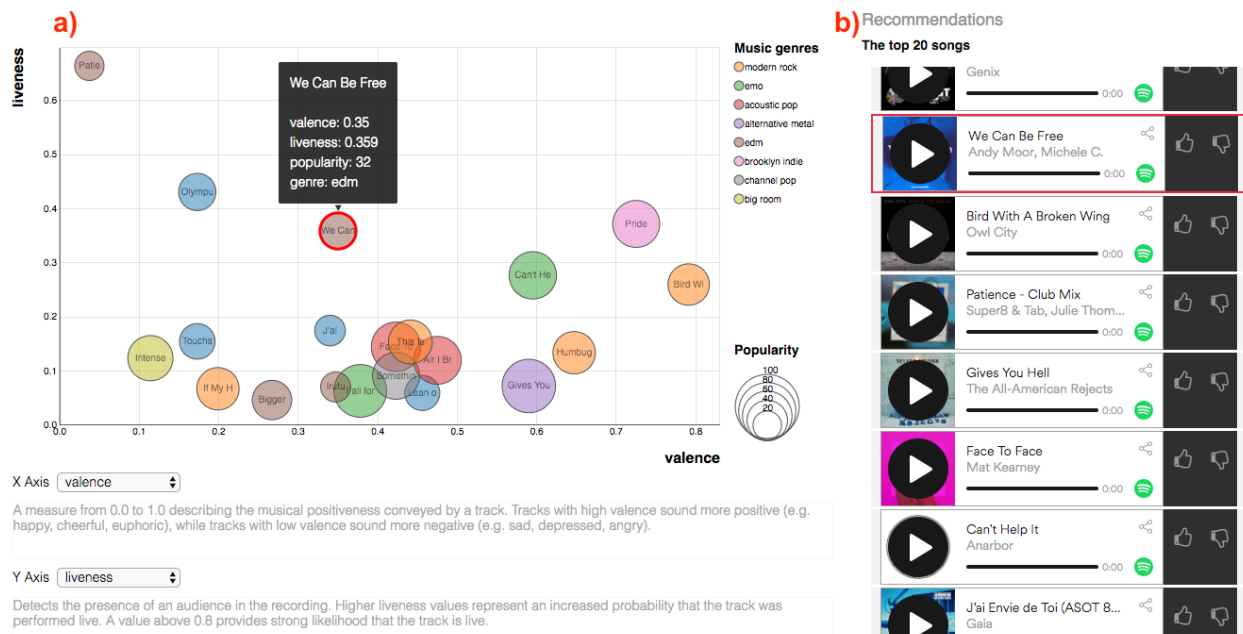 a)
liveness
0.6
0.5
0.4
0.3
0.2
0.1
0.0
0.0 0.1 0.2 0.3 0.4 0.5 0.6 0.7 0.8
valence
Patie
Olympu
We Can
Pride
Can't He
Bird Wi
J'ai
Touchs
Intense
This Is
Face To
Air I Br
Humbug
Somethin
If My H
Bigger
Irufu
all for
Lean o
Gives You
We Can Be Free
valence: 0.35
liveness: 0.359
popularity: 32
genre: edm
Music genres
modern rock
emo
acoustic pop
alternative metal
edm
brooklyn indie
channel pop
big room
Popularity
100
80
60
40
20
X Axis valence
A measure from 0.0 to 1.0 describing the musical positiveness conveyed by a track. Tracks with high valence sound more positive (e.g.
happy, cheerful, euphoric), while tracks with low valence sound more negative (e.g. sad, depressed, angry).
Y Axis liveness
Detects the presence of an audience in the recording. Higher liveness values represent an increased probability that the track was
performed live. A value above 0.8 provides strong likelihood that the track is live.
b) Recommendations
The top 20 songs
Genix
0:00
We Can Be Free
Andy Moor, Michele C.
0:00
Bird With A Broken Wing
Owl City
0:00
Patience - Club Mix
Super8 & Tab, Julie Thom...
0:00
Gives You Hell
The All-American Rejects
0:00
Face To Face
Mat Kearney
0:00
Can't Help It
Anarbor
0:00
J'ai Envie de Toi (ASOT 8...
Gaia
0:00